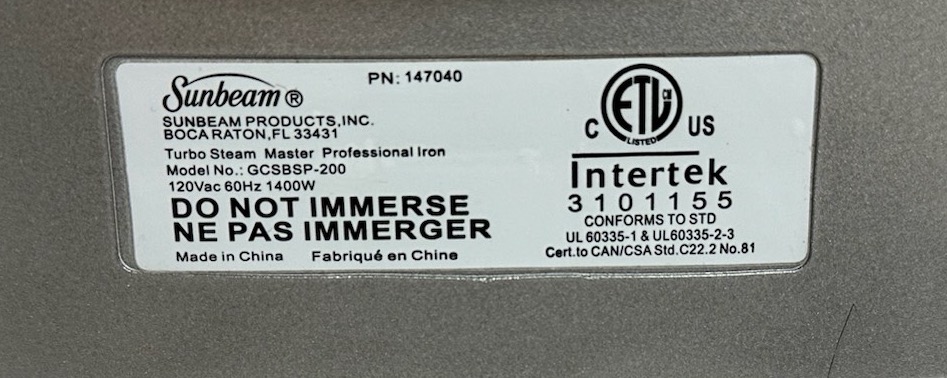 Sunbeam®
PN: 147040
SUNBEAM PRODUCTS,INC.
BOCA RATON,FL 33431
Turbo Steam Master Professional Iron
Model No.: GCSBSP-200
120Vac 60Hz 1400W
DO NOT IMMERSE
NE PAS IMMERGER
Made in China Fabriqué en Chine
ETL CM
LISTED
C US
Intertek
3101155
CONFORMS TO STD
UL 60335-1 & UL60335-2-3
Cert.to CAN/CSA Std.C22.2 No.81